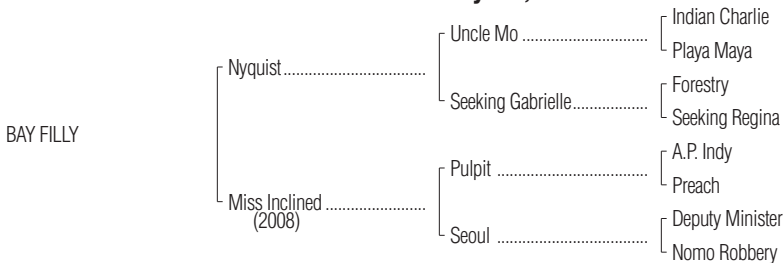 Indian Charlie
Uncle Mo
Playa Maya
Nyquist
Forestry
Seeking Gabrielle
Seeking Regina
BAY FILLY
A.P. Indy
Pulpit
Preach
Miss Inclined
(2008)
Deputy Minister
Seoul
Nomo Robbery